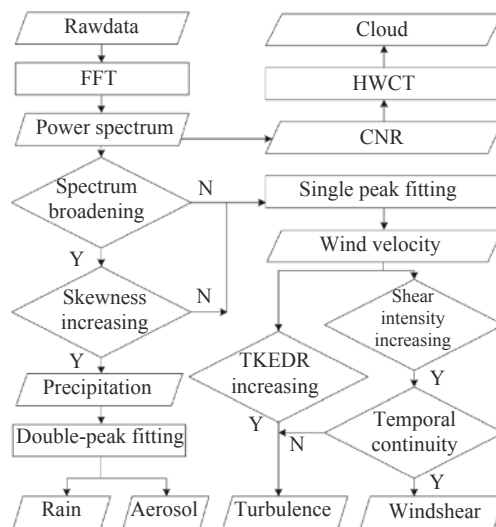 Rawdata
Cloud
FFT
HWCT
Power spectrum
CNR
Spectrum
broadening
N
Single peak fitting
Wind velocity
Y
Skewness
increasing
N
Shear
intensity
increasing
TKEDR
increasing
Y
Y
Precipitation
Y
N
Temporal
continuity
Double-peak fitting
Y
Rain
Aerosol
Turbulence
Windshear